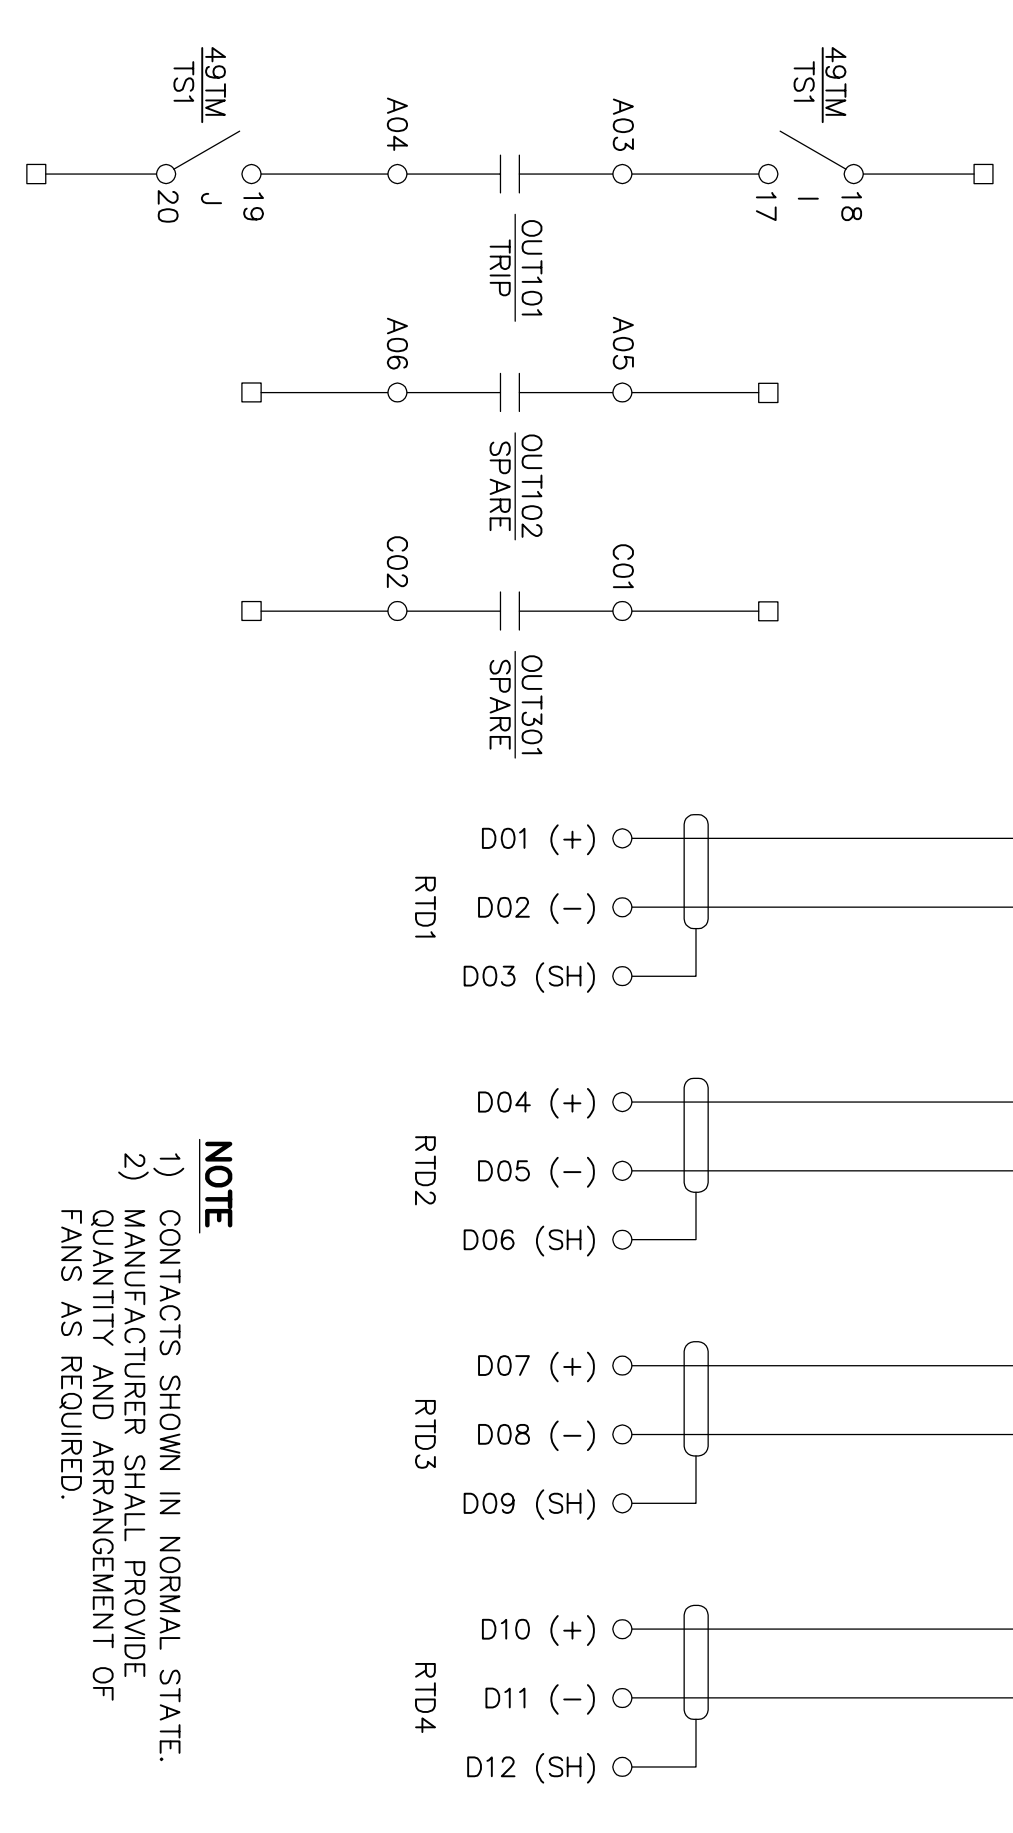 49TM
TS1
18
I
17
A03
OUT101
TRIP
A04
19
J
20
49TM
TS1
A05
OUT102
SPARE
A06
C01
OUT301
SPARE
C02
D01 (+)
D02 (−)
D03 (SH)
RTD1
D04 (+)
D05 (−)
D06 (SH)
RTD2
D07 (+)
D08 (−)
D09 (SH)
RTD3
D10 (+)
D11 (−)
D12 (SH)
RTD4
NOTE
1) CONTACTS SHOWN IN NORMAL STATE.
2) MANUFACTURER SHALL PROVIDE
QUANTITY AND ARRANGEMENT OF
FANS AS REQUIRED.